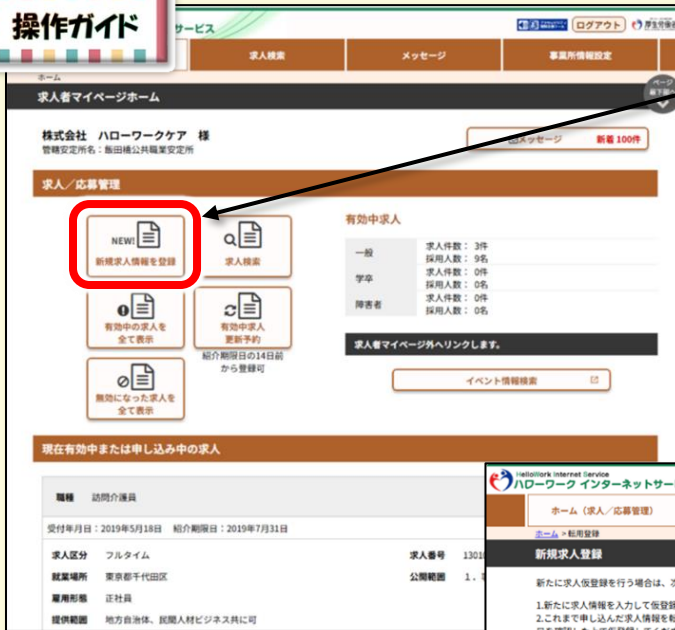 操作ガイド
サービス
ログアウト
求人検索
メッセージ
事業所情報設定
ホーム
求人者マイページホーム
ページ
最下部へ
株式会社 ハローワークケア 様
管轄安定所名：飯田橋公共職業安定所
メッセージ 新着 100件
求人／応募管理
NEW!
新規求人情報を登録
求人検索
有効中の求人を
全て表示
有効中求人
更新予約
紹介期限日の14日前
から登録可
無効になった求人を
全て表示
有効中求人
一般 求人件数： 3件
採用人数： 9名
学卒 求人件数： 0件
採用人数： 0名
障害者 求人件数： 0件
採用人数： 0名
求人者マイページ外へリンクします。
イベント情報検索
現在有効中または申し込み中の求人
職種 訪問介護員
受付年月日：2019年5月18日 紹介期限日：2019年7月31日
求人区分 フルタイム
求人番号 13010
就業場所 東京都千代田区
公開範囲 １．
雇用形態 正社員
提供範囲 地方自治体、民間人材ビジネス共に可
HelloWork Internet Service
ハローワーク インターネットサー
ホーム（求人／応募管理）
ホーム > 転用登録
新規求人登録
新たに求人仮登録を行う場合は、次
1.新たに求人情報を入力して仮登録
2.これまで申し込んだ求人情報を転